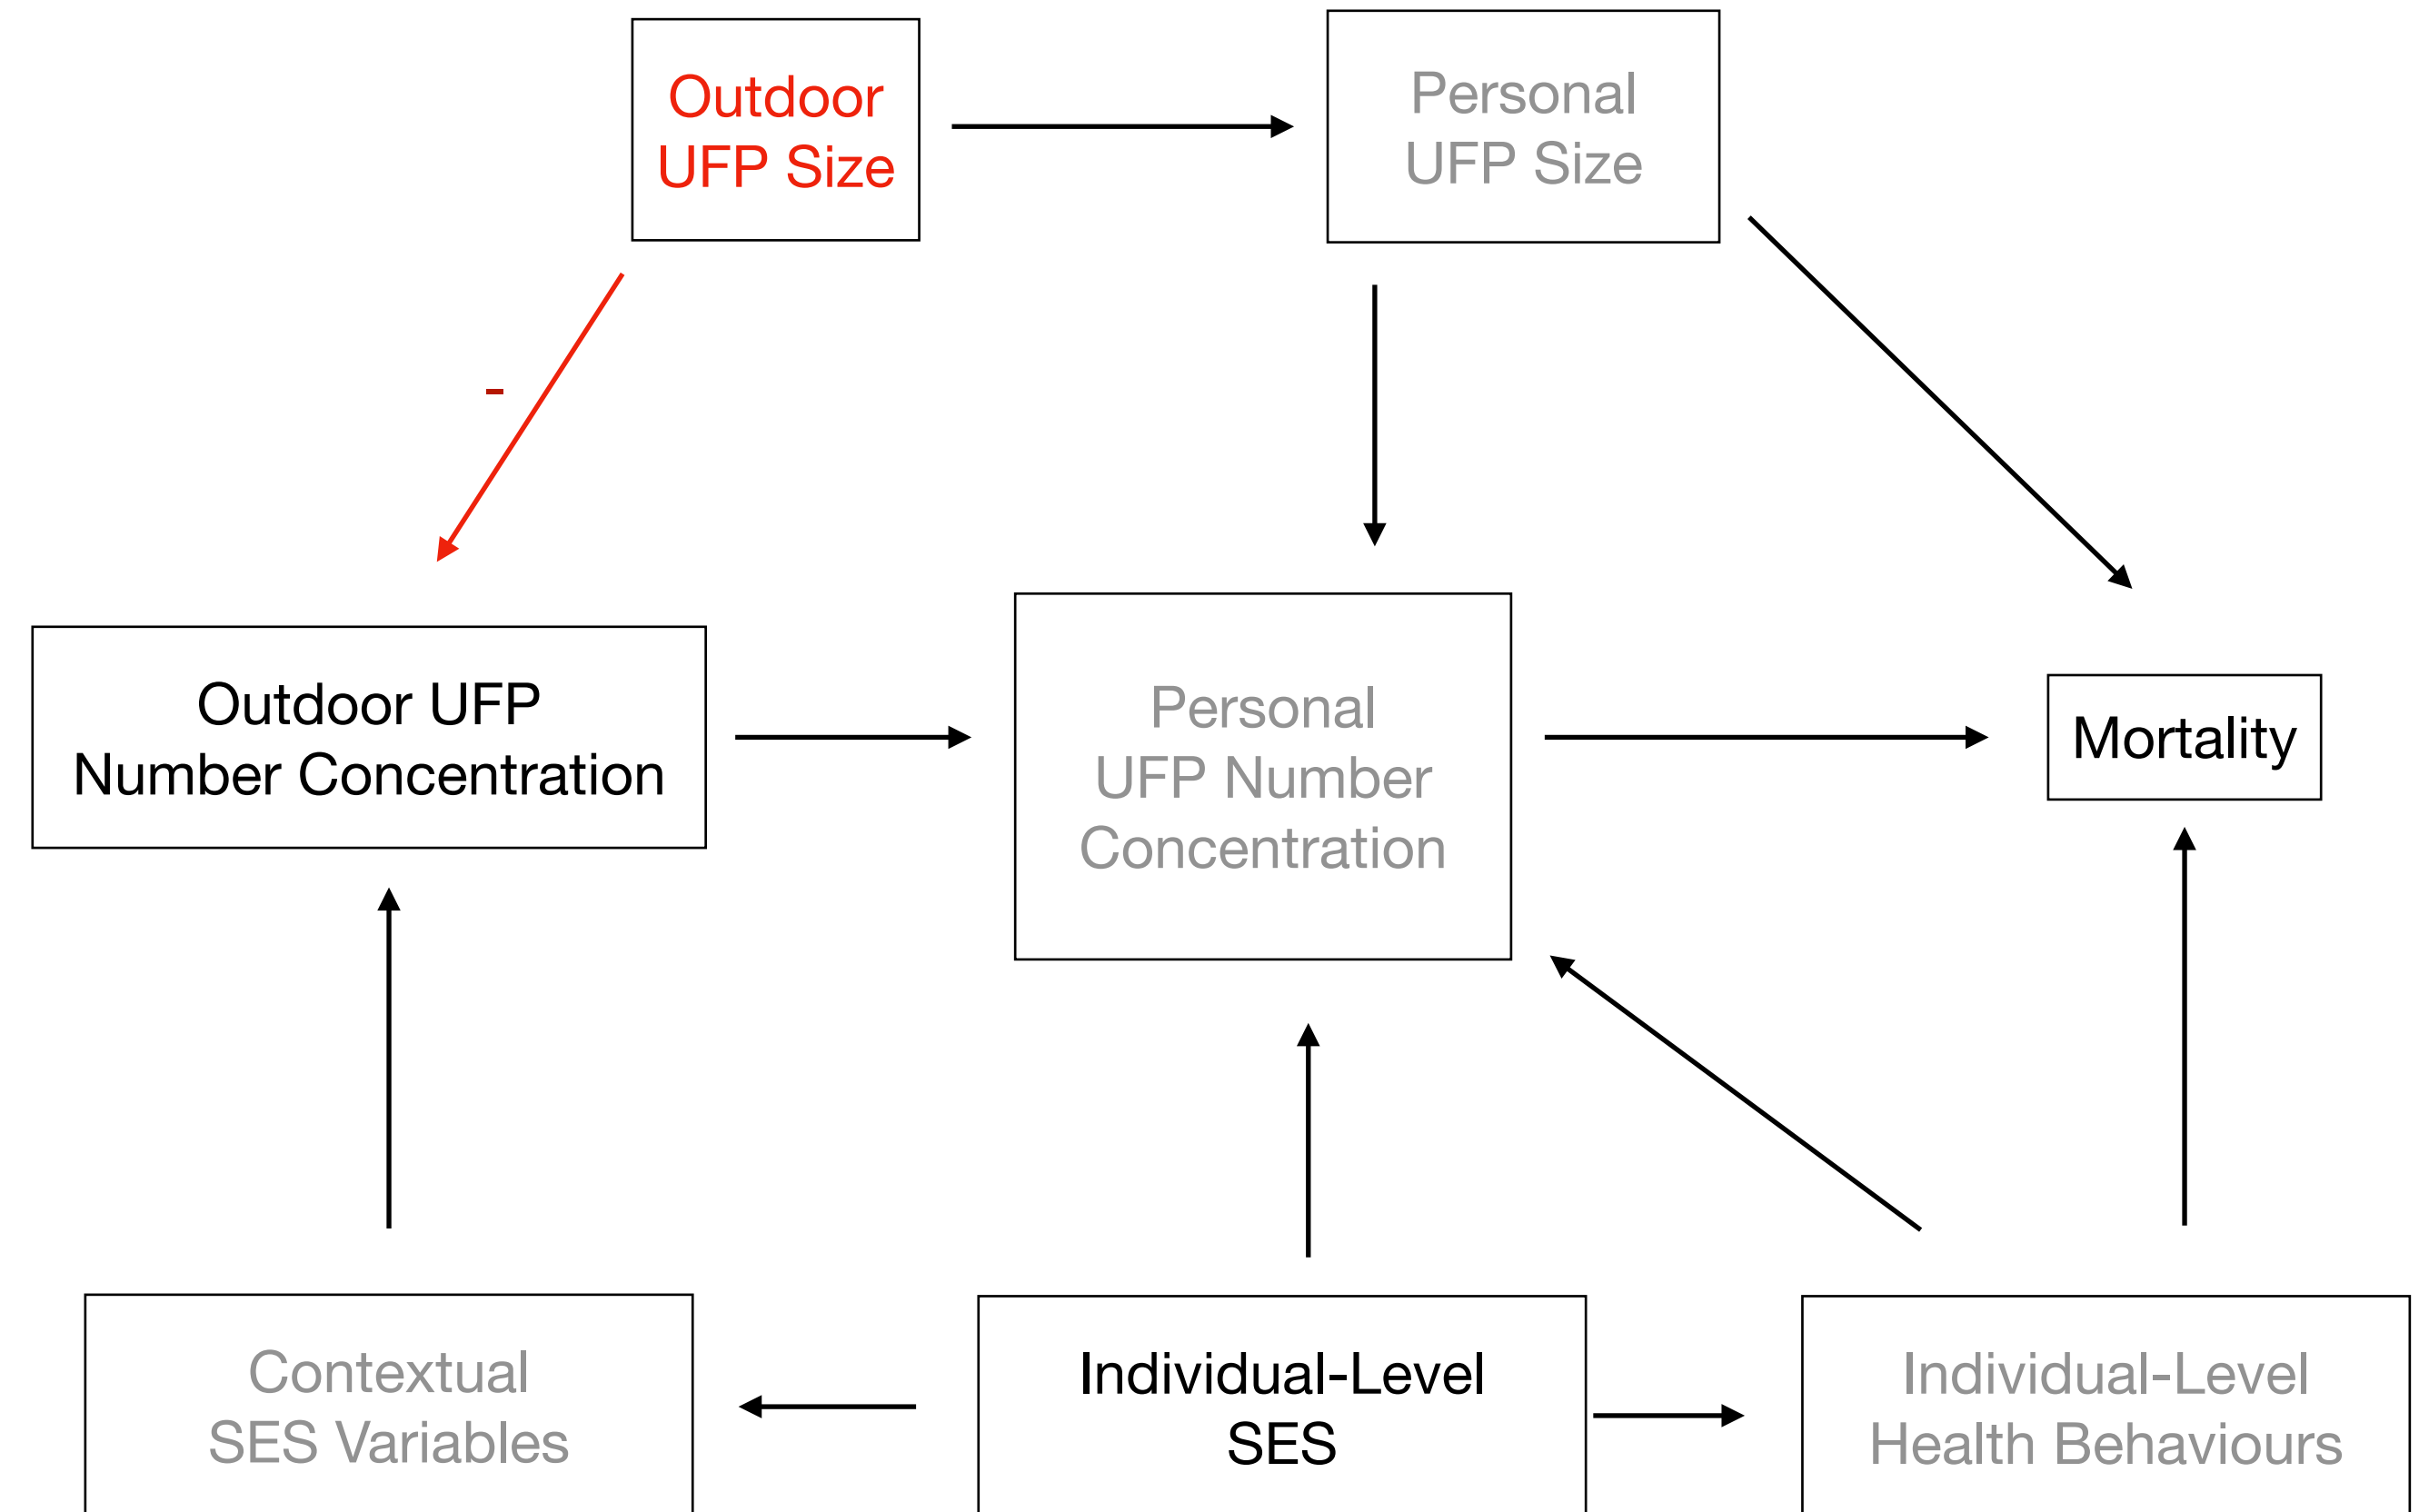 Outdoor
UFP Size
Personal
UFP Size
-
Outdoor UFP
Number Concentration
Personal
UFP Number
Concentration
Mortality
Contextual
SES Variables
Individual-Level
SES
Individual-Level
Health Behaviours